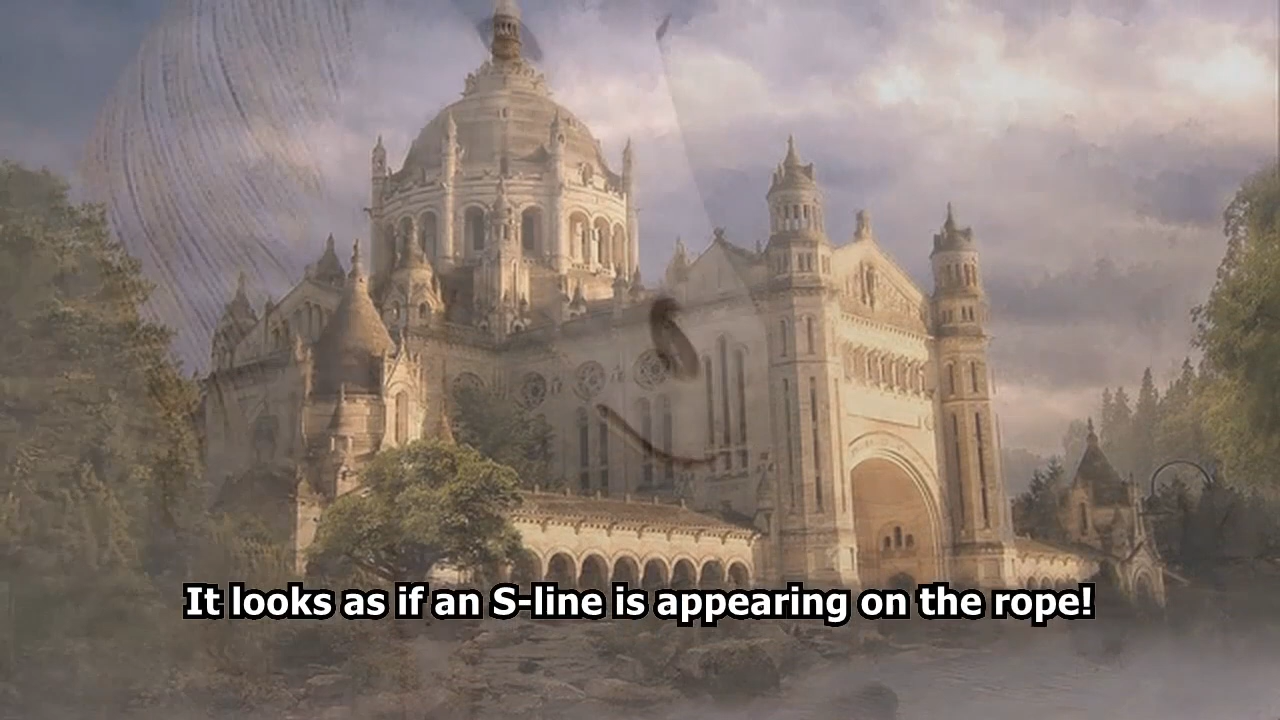 It looks as if an S-line is appearing on the rope!